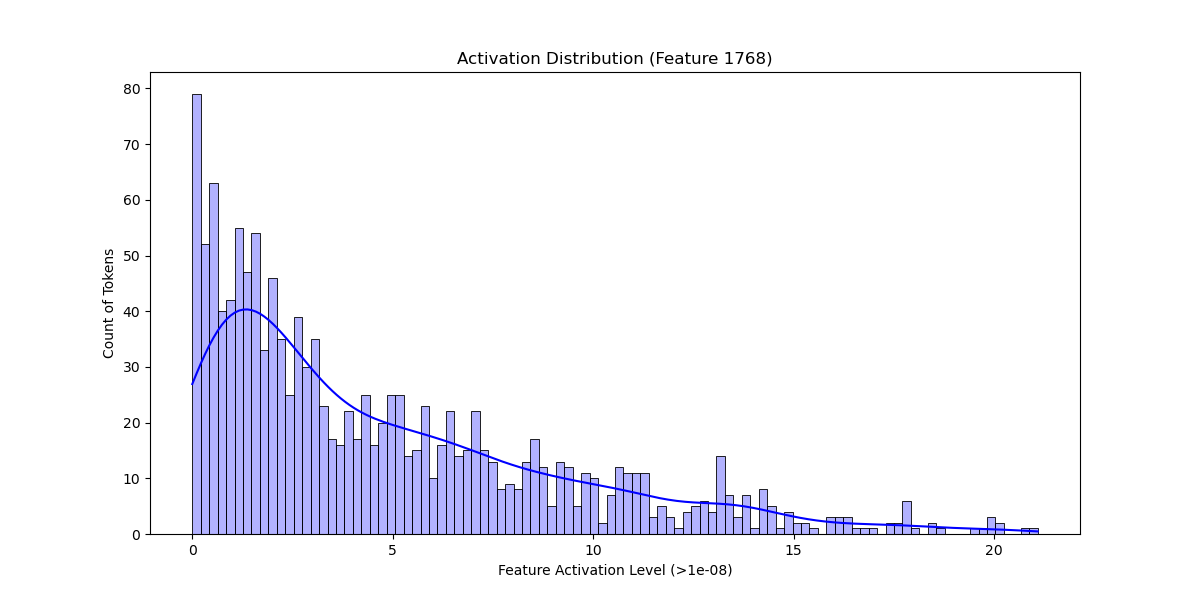 Activation Distribution (Feature 1768)
Count of Tokens
80
70
60
50
40
30
20
10
0
0 5 10 15 20
Feature Activation Level (>1e-08)